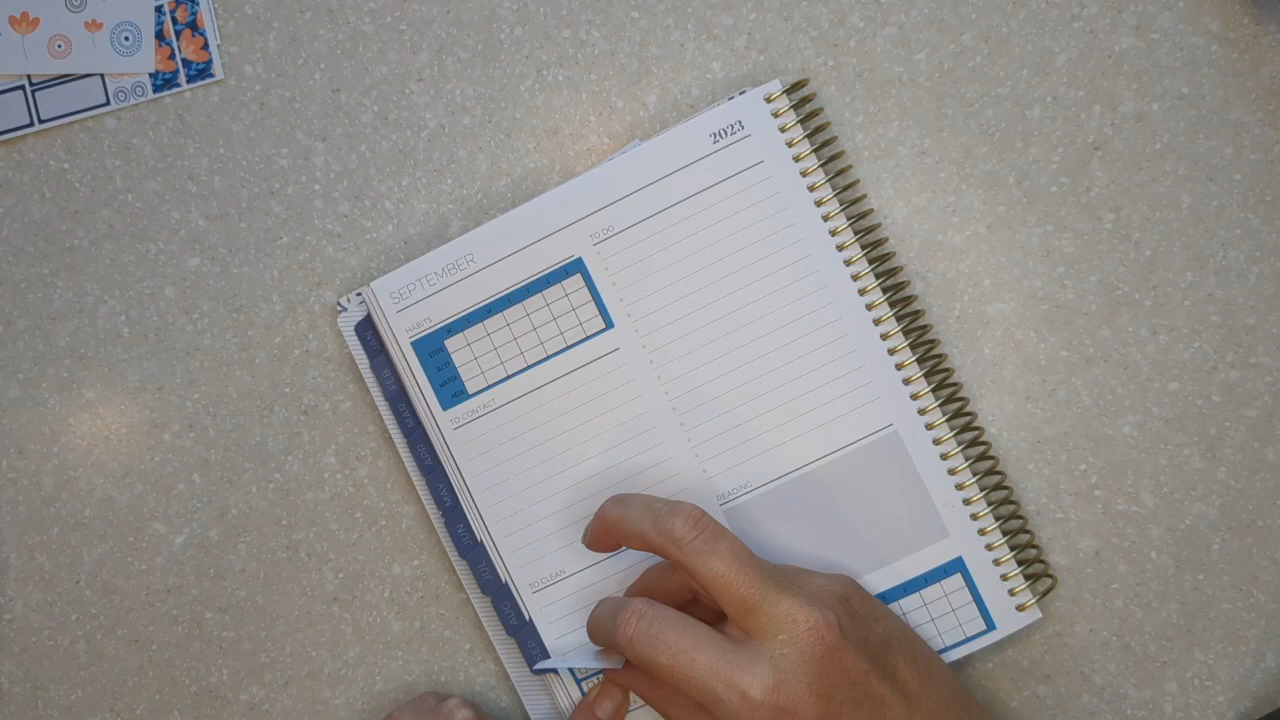 2023
SEPTEMBER
HABITS
STEPS
SLEEP
WATER
TO CONTACT
TO CLEAN
TO DO
READING
JAN
FEB
MAR
APR
MAY
JUN
JUL
AUG
SEP